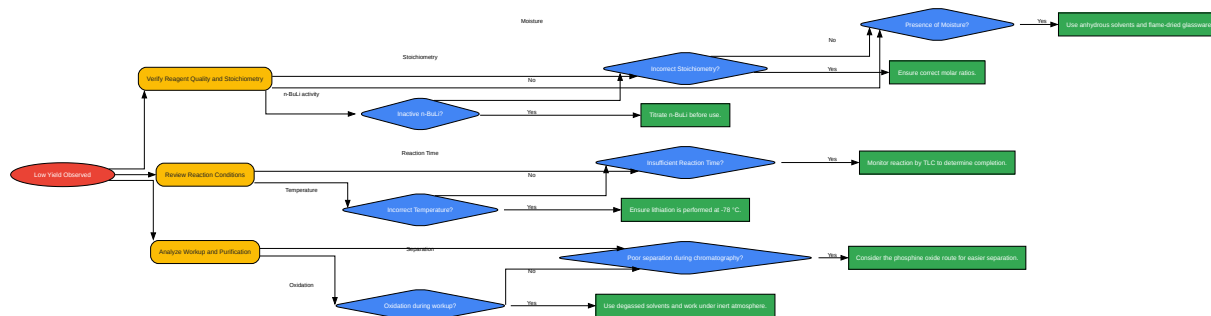 Moisture
Presence of Moisture?
Yes
Use anhydrous solvents and flame-dried glassware
No
Stoichiometry
Incorrect Stoichiometry?
Yes
Ensure correct molar ratios.
Verify Reagent Quality and Stoichiometry
No
n-BuLi activity
Inactive n-BuLi?
Yes
Titrate n-BuLi before use.
Reaction Time
Insufficient Reaction Time?
Yes
Monitor reaction by TLC to determine completion.
Low Yield Observed
Review Reaction Conditions
No
Temperature
Incorrect Temperature?
Yes
Ensure lithiation is performed at -78 °C.
Analyze Workup and Purification
Separation
Poor separation during chromatography?
Yes
Consider the phosphine oxide route for easier separation.
No
Oxidation
Oxidation during workup?
Yes
Use degassed solvents and work under inert atmosphere.